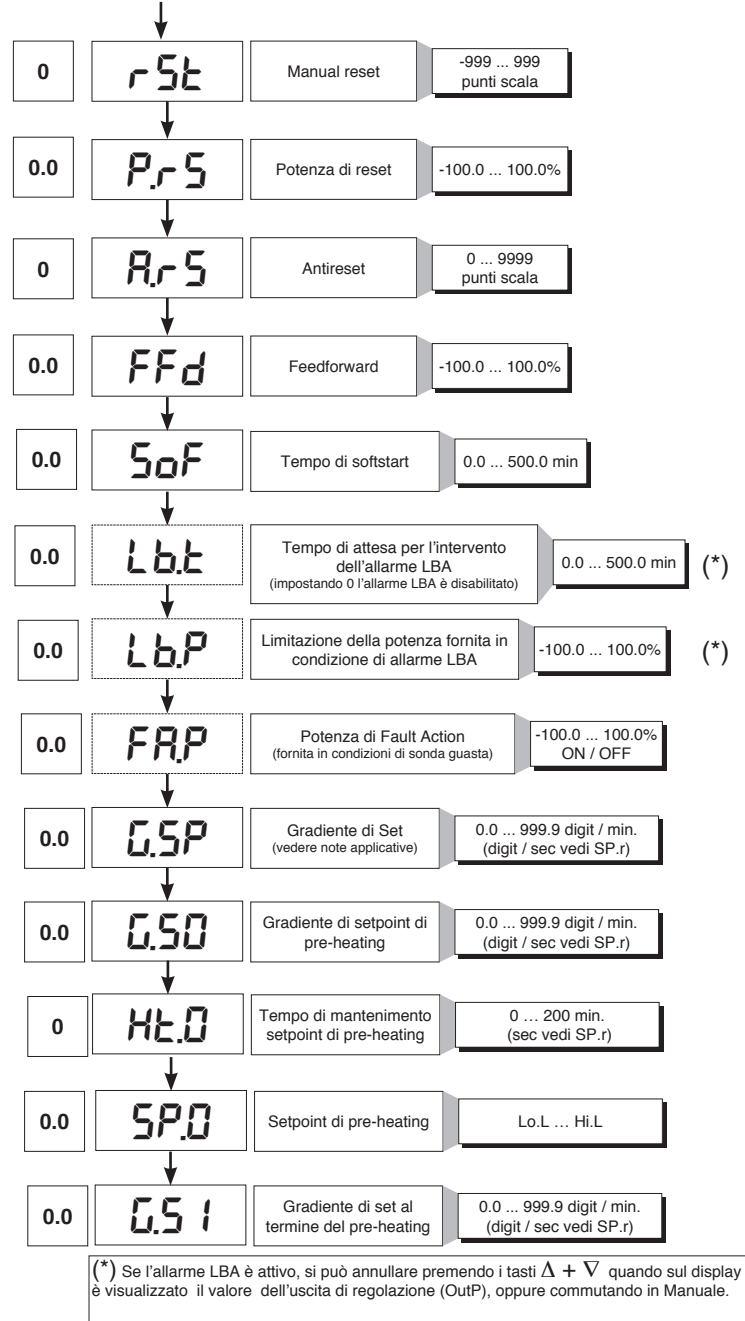 0
rSt
Manual reset
-999 ... 999
punti scala
0.0
P.rS
Potenza di reset
-100.0 ... 100.0%
0
A.rS
Antireset
0 ... 9999
punti scala
0.0
FFd
Feedforward
-100.0 ... 100.0%
0.0
SoF
Tempo di softstart
0.0 ... 500.0 min
0.0
Lb.t
Tempo di attesa per l'intervento
dell'allarme LBA
(impostando 0 l'allarme LBA è disabilitato)
0.0 ... 500.0 min
(*)
0.0
Lb.P
Limitazione della potenza fornita in
condizione di allarme LBA
-100.0 ... 100.0%
(*)
0.0
FA.P
Potenza di Fault Action
(fornita in condizioni di sonda guasta)
-100.0 ... 100.0%
ON / OFF
0.0
G.SP
Gradiente di Set
(vedere note applicative)
0.0 ... 999.9 digit / min.
(digit / sec vedi SP.r)
0.0
G.S0
Gradiente di setpoint di
pre-heating
0.0 ... 999.9 digit / min.
(digit / sec vedi SP.r)
0
Ht.0
Tempo di mantenimento
setpoint di pre-heating
0 … 200 min.
(sec vedi SP.r)
0.0
SP.0
Setpoint di pre-heating
Lo.L … Hi.L
0.0
G.S1
Gradiente di set al
termine del pre-heating
0.0 ... 999.9 digit / min.
(digit / sec vedi SP.r)
(*) Se l'allarme LBA è attivo, si può annullare premendo i tasti Δ + ∇ quando sul display
è visualizzato il valore dell'uscita di regolazione (OutP), oppure commutando in Manuale.